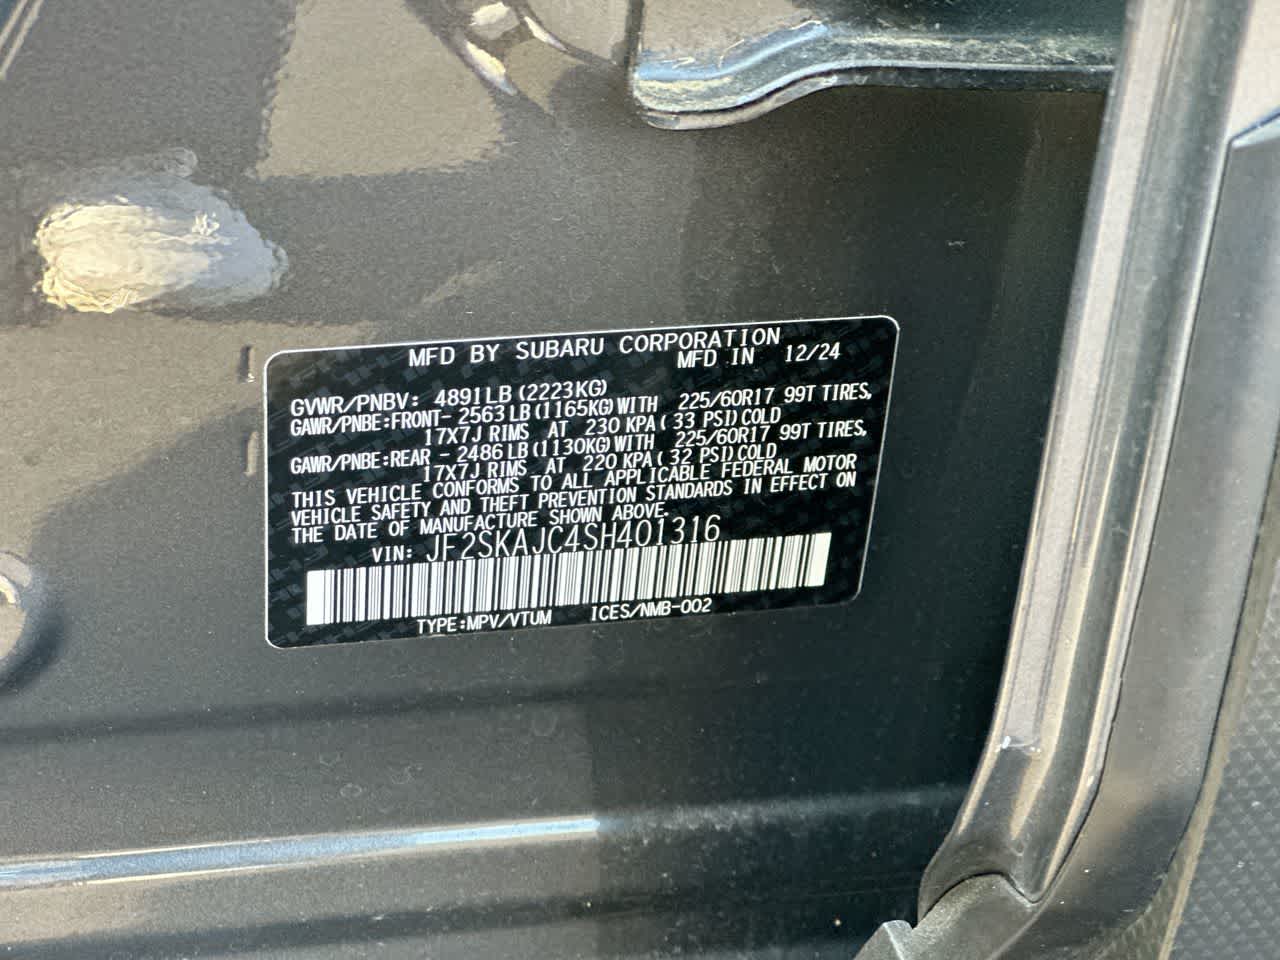 MFD BY SUBARU CORPORATION
MFD IN 12/24
GVWR/PNBV: 4891LB(2223KG)
GAWR/PNBE:FRONT-2563LB(1165KG)WITH 225/60R17 99T TIRES,
17X7J RIMS AT 230 KPA(33 PSI)COLD
GAWR/PNBE:REAR -2486LB(1130KG)WITH 225/60R17 99T TIRES,
17X7J RIMS AT 220 KPA(32 PSI)COLD
THIS VEHICLE CONFORMS TO ALL APPLICABLE FEDERAL MOTOR
VEHICLE SAFETY AND THEFT PREVENTION STANDARDS IN EFFECT ON
THE DATE OF MANUFACTURE SHOWN ABOVE.
VIN: JF2SKAJC4SH401316
TYPE:MPV/VTUM ICES/NMB-002